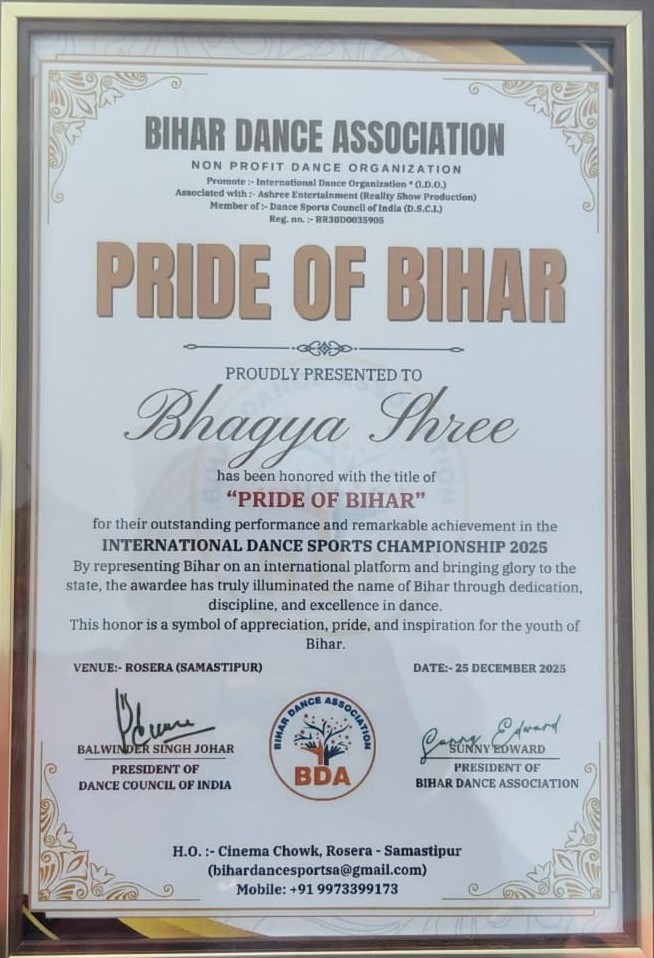 BIHAR DANCE ASSOCIATION
NON PROFIT DANCE ORGANIZATION
Promote :- International Dance Organization * (I.D.O.)
Associated with :- Ashree Entertainment (Reality Show Production)
Member of :- Dance Sports Council of India (D.S.C.I.)
Reg. no. :- BR38D0035905
PRIDE OF BIHAR
PROUDLY PRESENTED TO
Bhagya Shree
has been honored with the title of
“PRIDE OF BIHAR”
for their outstanding performance and remarkable achievement in the
INTERNATIONAL DANCE SPORTS CHAMPIONSHIP 2025
By representing Bihar on an international platform and bringing glory to the
state, the awardee has truly illuminated the name of Bihar through dedication,
discipline, and excellence in dance.
This honor is a symbol of appreciation, pride, and inspiration for the youth of
Bihar.
VENUE:- ROSERA (SAMASTIPUR)
DATE:- 25 DECEMBER 2025
BALWINDER SINGH JOHAR
PRESIDENT OF
DANCE COUNCIL OF INDIA
BIHAR DANCE ASSOCIATION
BDA
Sunny Edward
SUNNY EDWARD
PRESIDENT OF
BIHAR DANCE ASSOCIATION
H.O. :- Cinema Chowk, Rosera - Samastipur
(bihardancesportsa@gmail.com)
Mobile: +91 9973399173